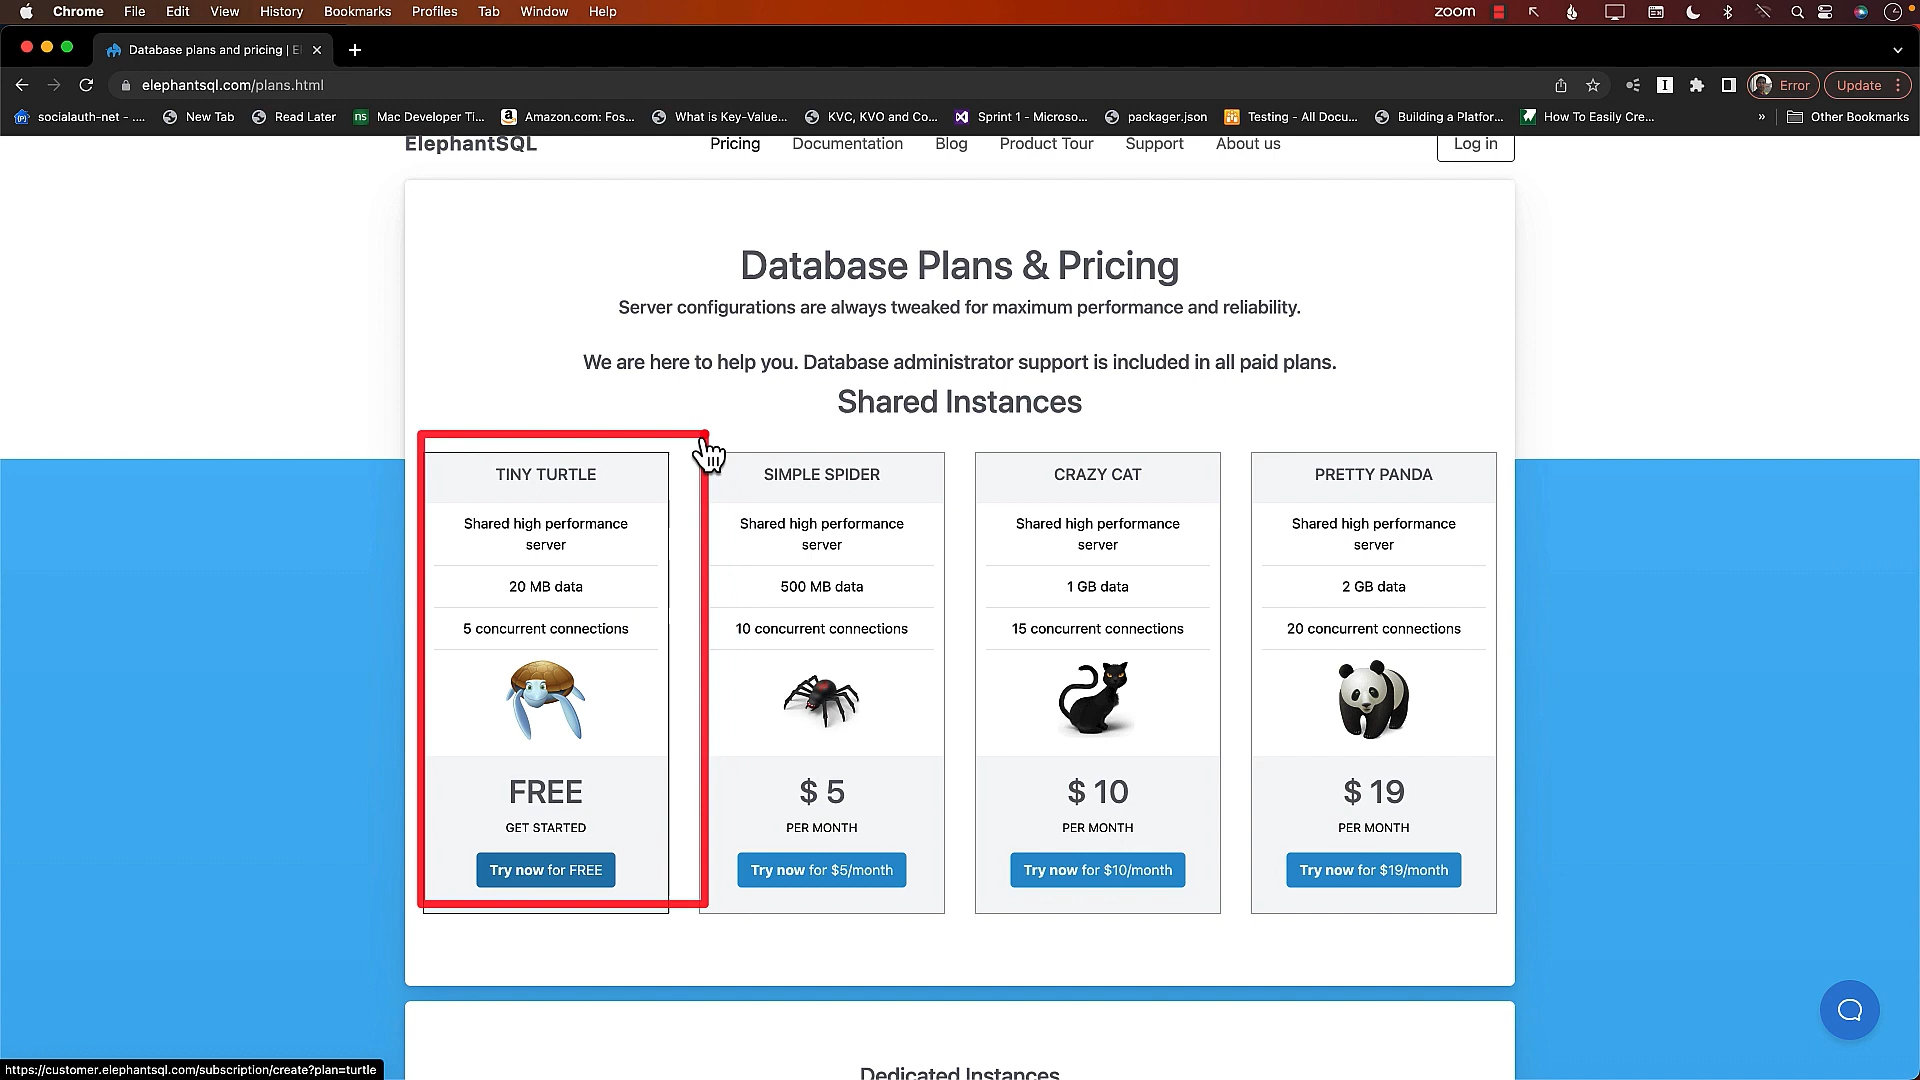 Chrome File Edit View History Bookmarks Profiles Tab Window Help
zoom
Database plans and pricing | El
elephantsql.com/plans.html
Error
Update
socialauth-net - ....
New Tab
Read Later
ns
Mac Developer Ti...
Amazon.com: Fos...
What is Key-Value...
KVC, KVO and Co...
Sprint 1 - Microso...
packager.json
Testing - All Docu...
Building a Platfor...
How To Easily Cre...
»
Other Bookmarks
ElephantSQL
Pricing
Documentation
Blog
Product Tour
Support
About us
Log in
Database Plans & Pricing
Server configurations are always tweaked for maximum performance and reliability.
We are here to help you. Database administrator support is included in all paid plans.
Shared Instances
TINY TURTLE
Shared high performance
server
20 MB data
5 concurrent connections
FREE
GET STARTED
Try now for FREE
SIMPLE SPIDER
Shared high performance
server
500 MB data
10 concurrent connections
$ 5
PER MONTH
Try now for $5/month
CRAZY CAT
Shared high performance
server
1 GB data
15 concurrent connections
$ 10
PER MONTH
Try now for $10/month
PRETTY PANDA
Shared high performance
server
2 GB data
20 concurrent connections
$ 19
PER MONTH
Try now for $19/month
Dedicated Instances
https://customer.elephantsql.com/subscription/create?plan=turtle